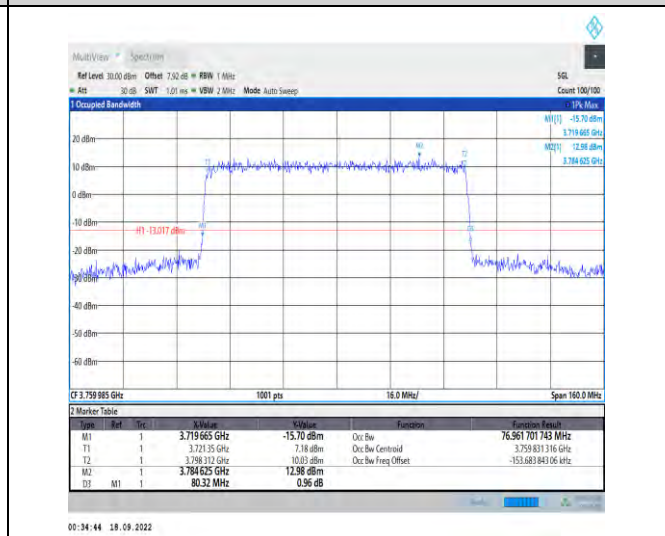 MultiView Spectrum
Ref Level 30.00 dBm Offset 7.92 dB RBW 1 MHz SGL
Att 30 dB SWT 1.01 ms VBW 2 MHz Mode Auto Sweep Count 100/100
1 Occupied Bandwidth 1Pk Max
M1[1] -15.70 dBm
3.719 665 GHz
M2[1] 12.98 dBm
3.784 625 GHz
20 dBm
10 dBm
0 dBm
-10 dBm
H1 -13.017 dBm
-20 dBm
-30 dBm
-40 dBm
-50 dBm
-60 dBm
M1
M2
CF 3.759 985 GHz 1001 pts 16.0 MHz/ Span 160.0 MHz
2 Marker Table
Type Ref Trc X-Value Y-Value Function Function Result
M1 1 3.719 665 GHz -15.70 dBm Occ Bw 76.961 701 743 MHz
T1 1 3.721 35 GHz 7.18 dBm Occ Bw Centroid 3.759 831 316 GHz
T2 1 3.798 312 GHz 10.03 dBm Occ Bw Freq Offset -153.683 843 06 kHz
M2 1 3.784 625 GHz 12.98 dBm
D3 M1 1 80.32 MHz 0.96 dB
00:34:44 18.09.2022